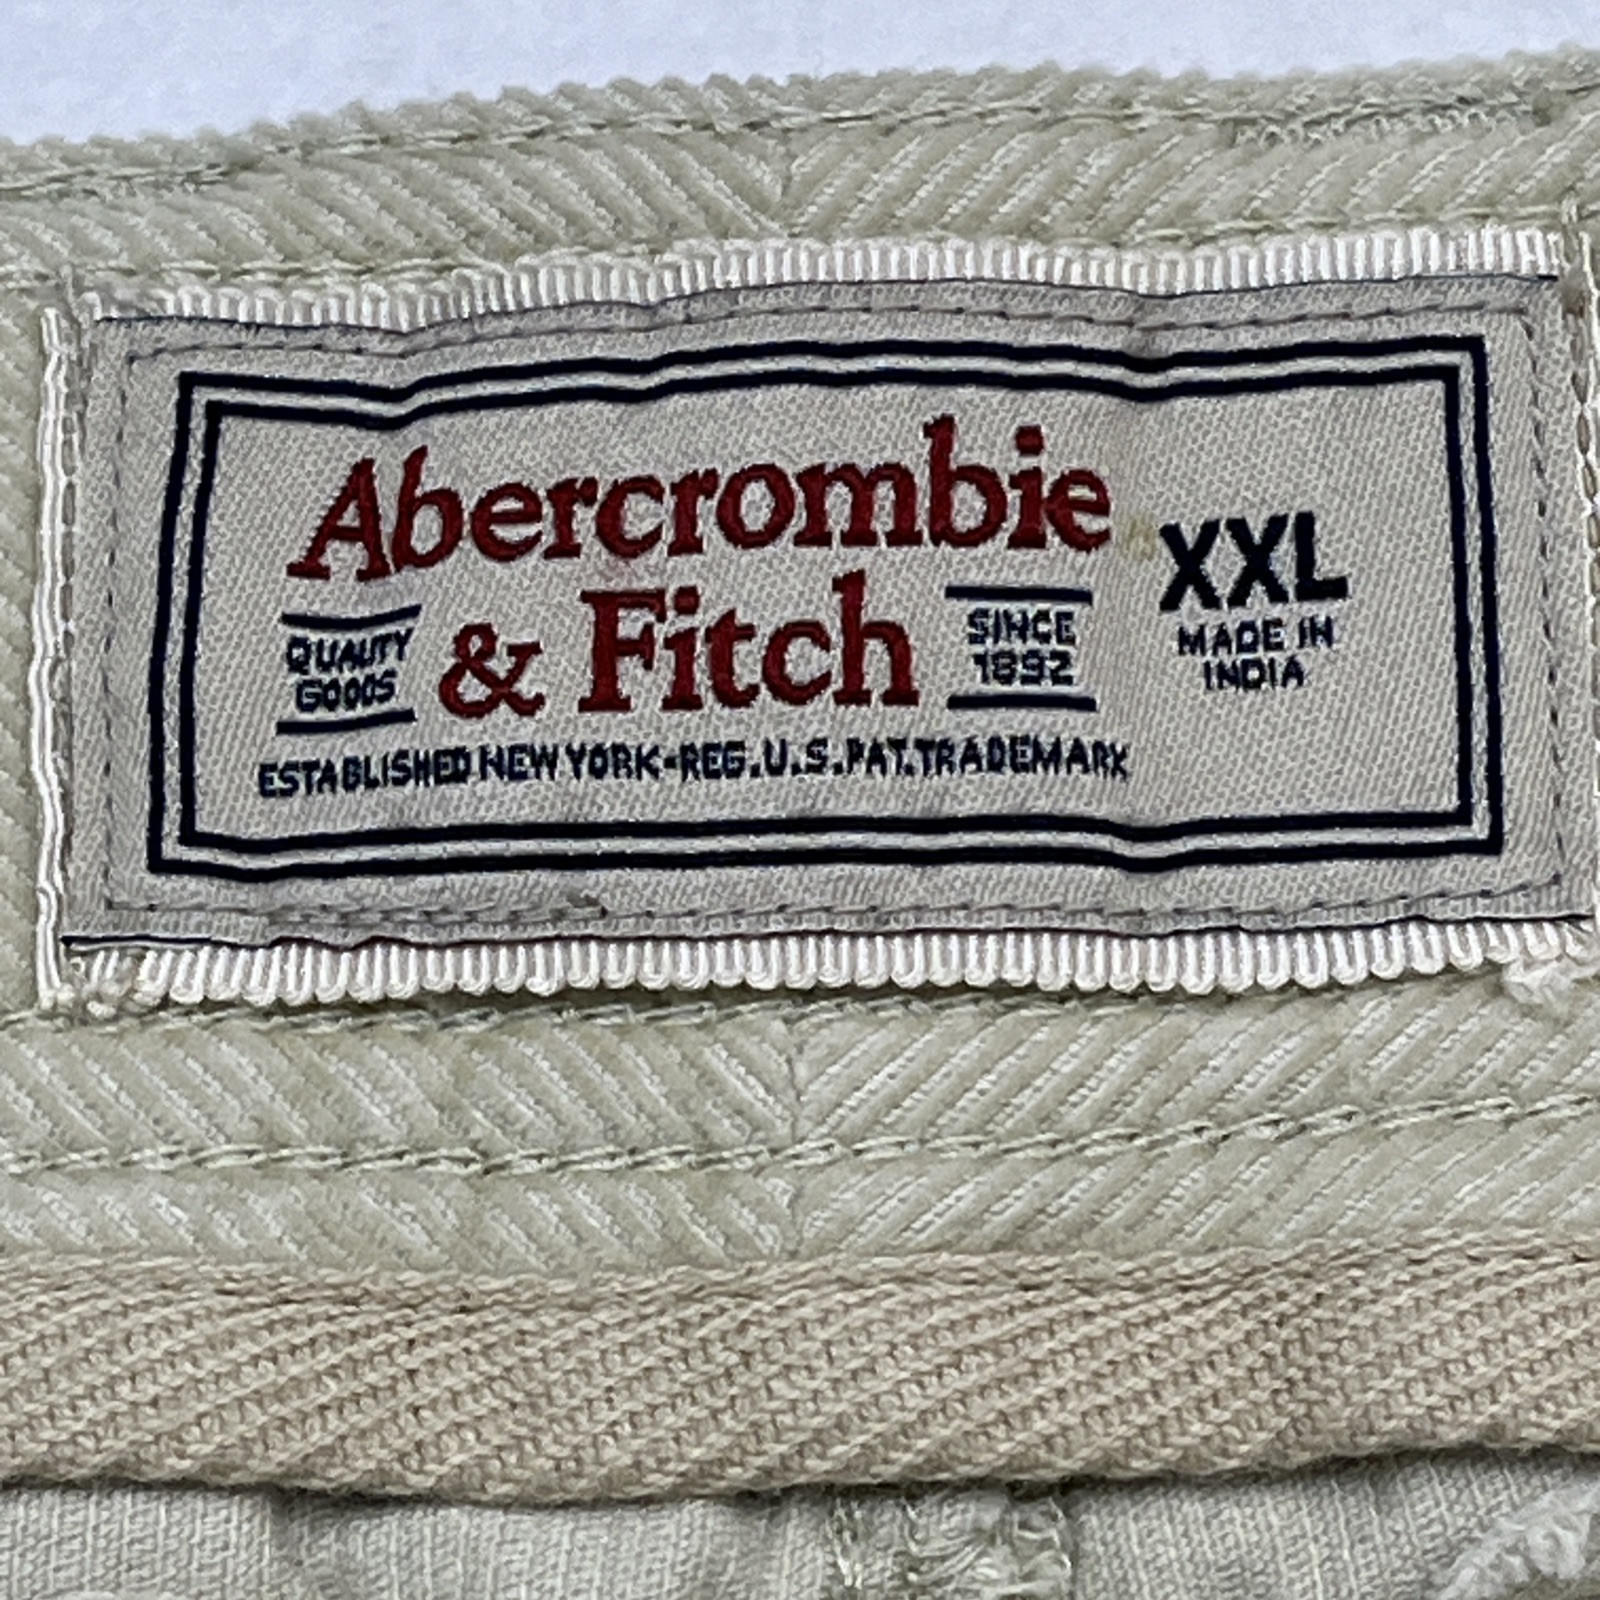 Abercrombie
& Fitch
QUALITY
GOODS
SINCE
1892
ESTABLISHED NEW YORK-REG.U.S.PAT.TRADEMARK
XXL
MADE IN
INDIA